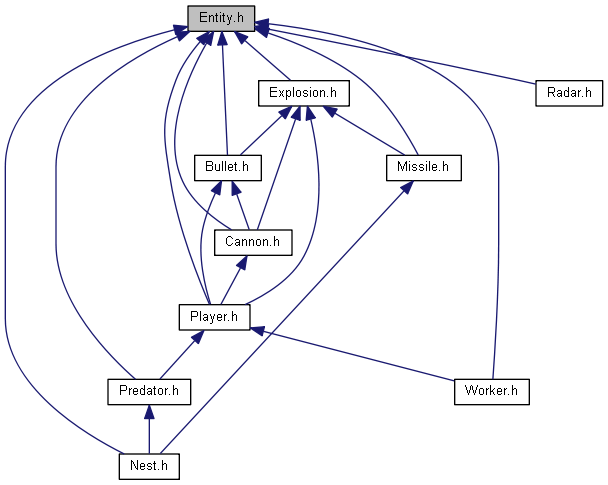 Entity.h
Explosion.h
Radar.h
Bullet.h
Missile.h
Cannon.h
Player.h
Predator.h
Worker.h
Nest.h